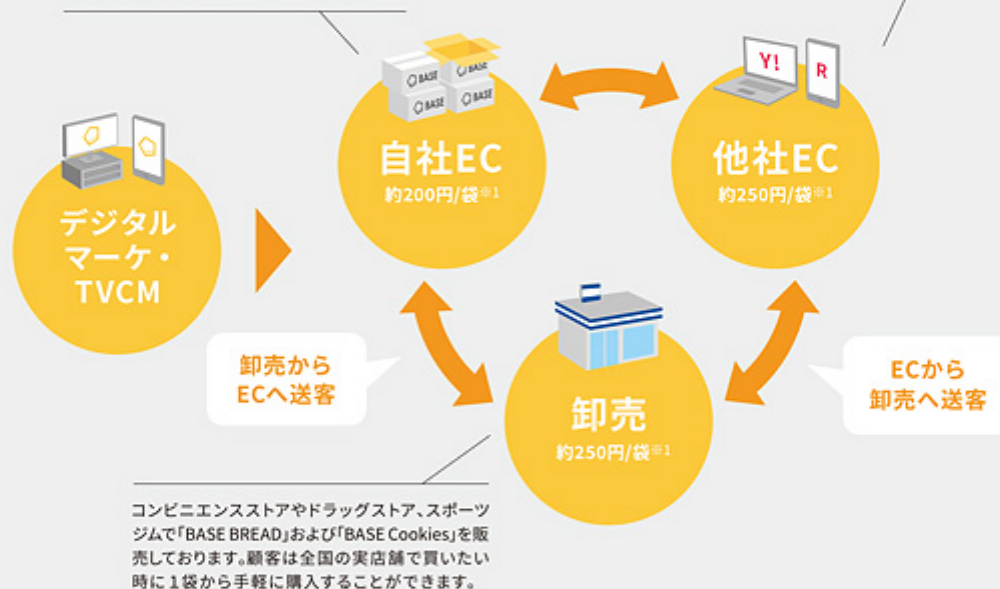 BASE
BASE
BASE
BASE
Y!
R
自社EC
約200円/袋※1
他社EC
約250円/袋※1
デジタル
マーケ・
TVCM
卸売から
ECへ送客
卸売
約250円/袋※1
ECから
卸売へ送客
コンビニエンスストアやドラッグストア、スポーツ
ジムで「BASE BREAD」および「BASE Cookies」を販
売しております。顧客は全国の実店舗で買いたい
時に1袋から手軽に購入することができます。